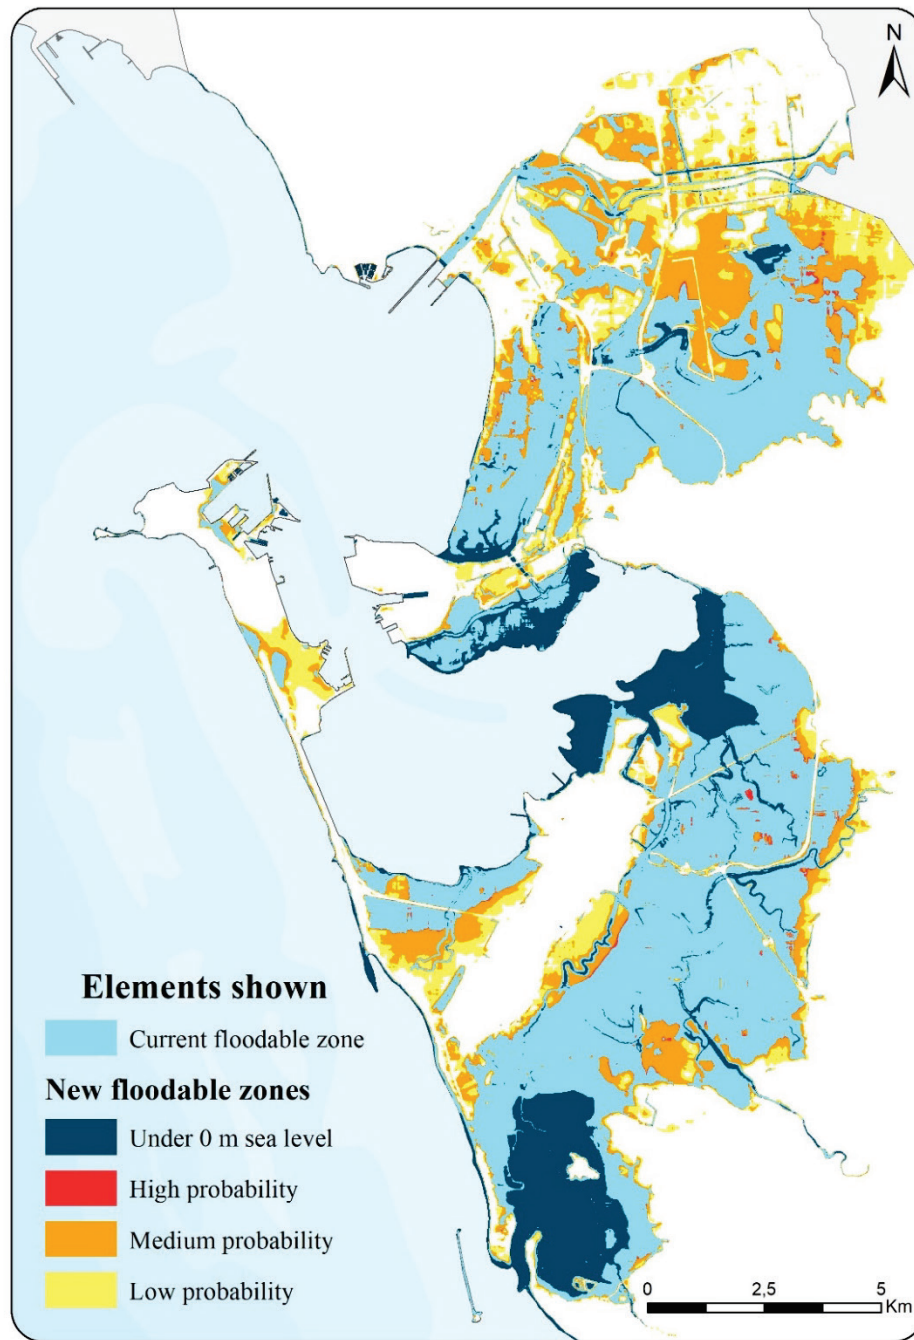 N
Elements shown
Current floodable zone
New floodable zones
Under 0 m sea level
High probability
Medium probability
Low probability
0 2,5 5
Km